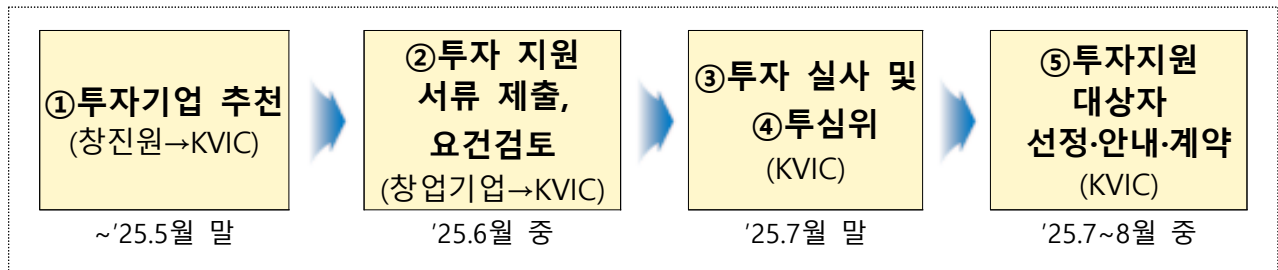 ①투자기업 추천
(창진원→KVIC)
~'25.5월 말
②투자 지원
서류 제출,
요건검토
(창업기업→KVIC)
'25.6월 중
③투자 실사 및
④투심위
(KVIC)
'25.7월 말
⑤투자지원
대상자
선정·안내·계약
(KVIC)
'25.7~8월 중